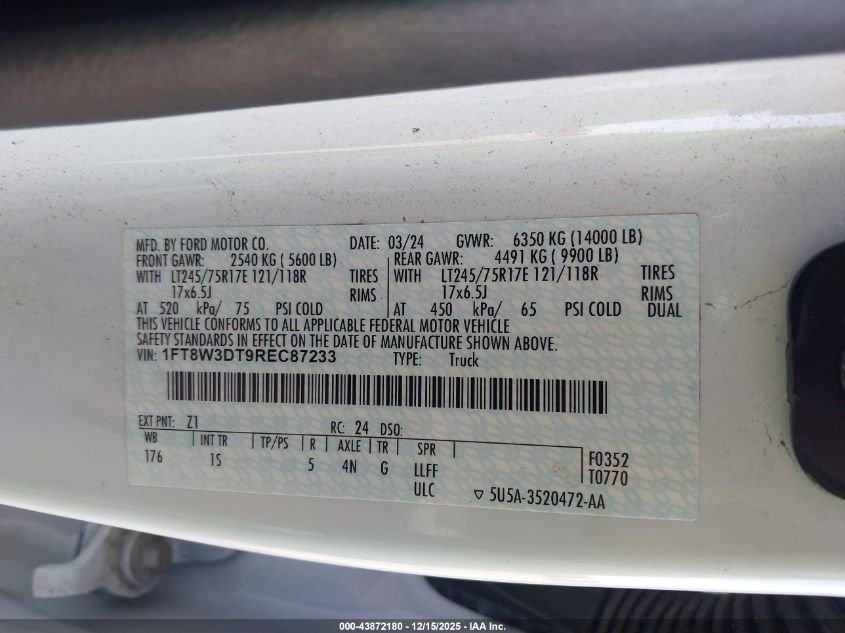 MFD. BY FORD MOTOR CO. DATE: 03/24 GVWR: 6350 KG (14000 LB)
FRONT GAWR: 2540 KG ( 5600 LB) REAR GAWR: 4491 KG ( 9900 LB)
WITH LT245/75R17E 121/118R TIRES WITH LT245/75R17E 121/118R TIRES
17x6.5J RIMS 17x6.5J RIMS
AT 520 kPa/ 75 PSI COLD AT 450 kPa/ 65 PSI COLD DUAL
THIS VEHICLE CONFORMS TO ALL APPLICABLE FEDERAL MOTOR VEHICLE
SAFETY STANDARDS IN EFFECT ON THE DATE OF MANUFACTURE SHOWN ABOVE.
VIN: 1FT8W3DT9REC87233 TYPE: Truck
EXT PNT: Z1 RC: 24 DSO:
WB INT TR TP/PS R AXLE TR SPR F0352
176 1S 5 4N G LLFF T0770
ULC ▽ 5U5A-3520472-AA
000-43872180 - 12/15/2025 - IAA Inc.